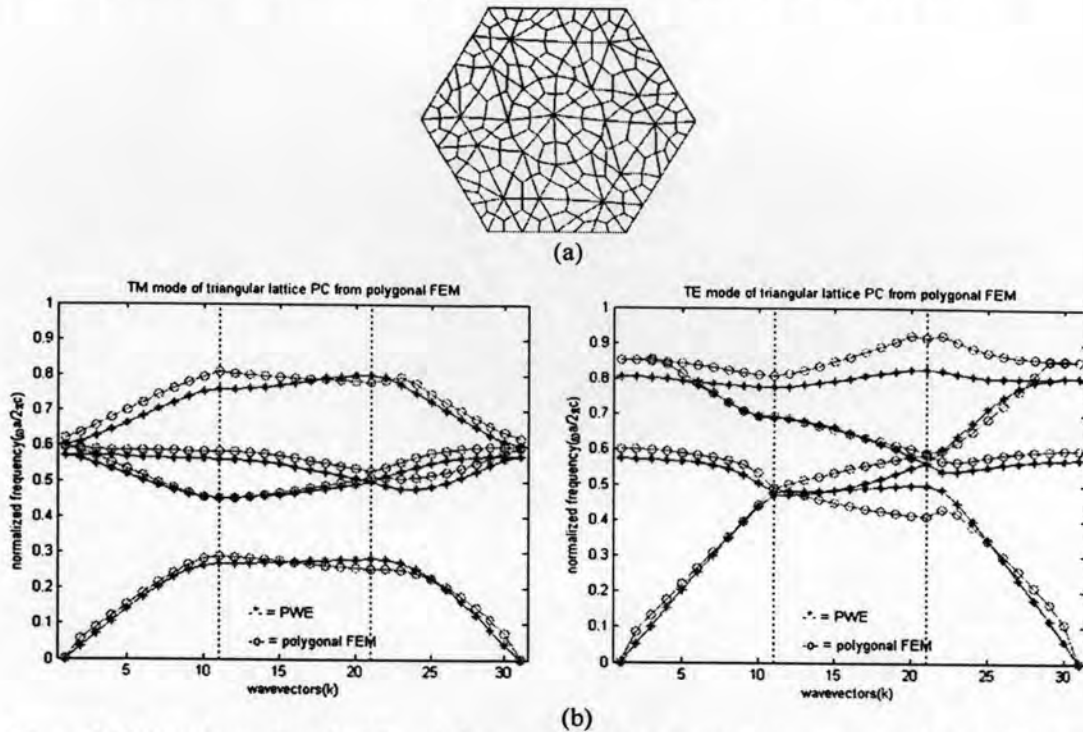 (a)
TM mode of triangular lattice PC from polygonal FEM
1
0.9
0.8
0.7
0.6
0.5
0.4
0.3
0.2
0.1
0
normalized frequency(ωa/2πc)
+ = PWE
o = polygonal FEM
5 10 15 20 25 30
wavevectors(k)
TE mode of triangular lattice PC from polygonal FEM
1
0.9
0.8
0.7
0.6
0.5
0.4
0.3
0.2
0.1
0
normalized frequency(ωa/2πc)
+ = PWE
o = polygonal FEM
5 10 15 20 25 30
wavevectors(k)
(b)